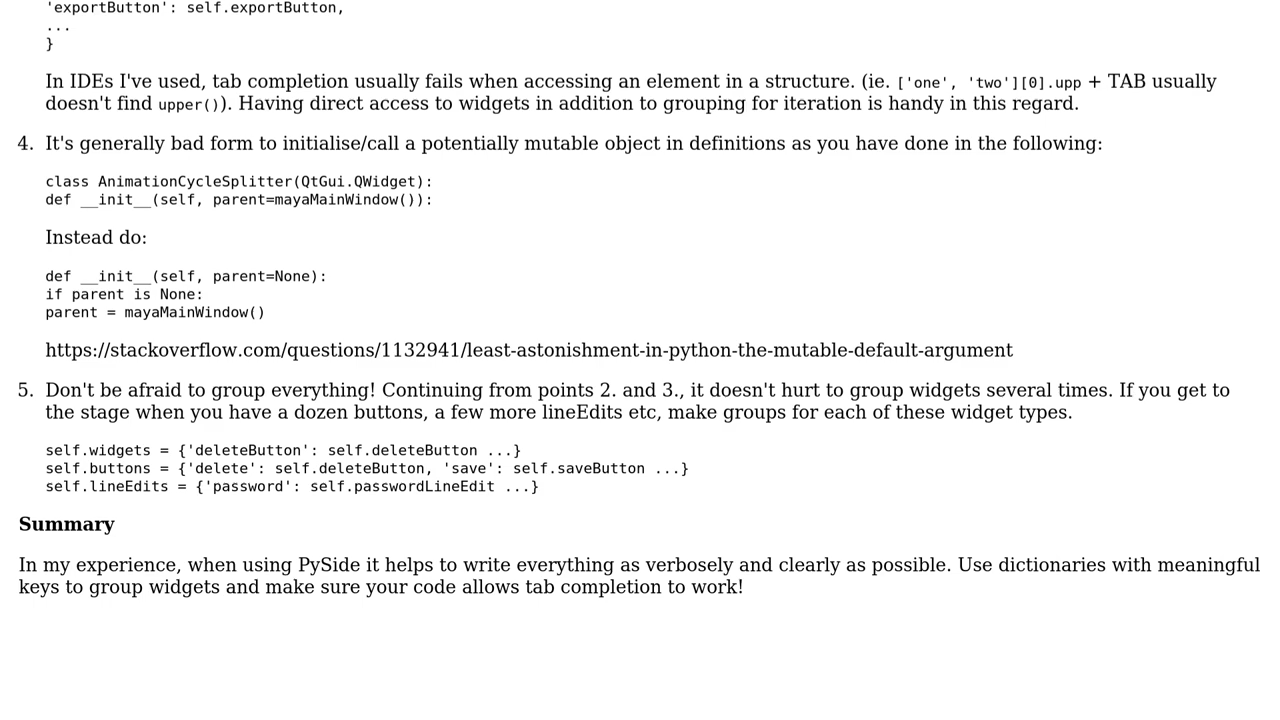 'exportButton': self.exportButton,
...
}
In IDEs I've used, tab completion usually fails when accessing an element in a structure. (ie. ['one', 'two'][0].upp + TAB usually
doesn't find upper()). Having direct access to widgets in addition to grouping for iteration is handy in this regard.
4. It's generally bad form to initialise/call a potentially mutable object in definitions as you have done in the following:
class AnimationCycleSplitter(QtGui.QWidget):
def __init__(self, parent=mayaMainWindow()):
Instead do:
def __init__(self, parent=None):
if parent is None:
parent = mayaMainWindow()
https://stackoverflow.com/questions/1132941/least-astonishment-in-python-the-mutable-default-argument
5. Don't be afraid to group everything! Continuing from points 2. and 3., it doesn't hurt to group widgets several times. If you get to
the stage when you have a dozen buttons, a few more lineEdits etc, make groups for each of these widget types.
self.widgets = {'deleteButton': self.deleteButton ...}
self.buttons = {'delete': self.deleteButton, 'save': self.saveButton ...}
self.lineEdits = {'password': self.passwordLineEdit ...}
Summary
In my experience, when using PySide it helps to write everything as verbosely and clearly as possible. Use dictionaries with meaningful
keys to group widgets and make sure your code allows tab completion to work!